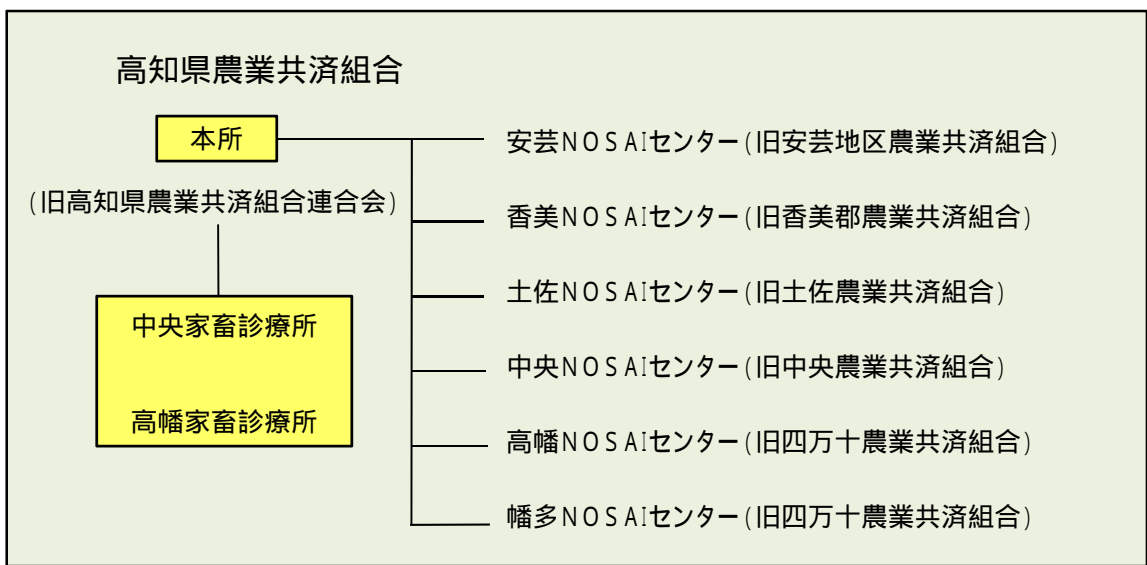 高知県農業共済組合
本所
(旧高知県農業共済組合連合会)
中央家畜診療所
高幡家畜診療所
安芸NOSAIセンター(旧安芸地区農業共済組合)
香美NOSAIセンター(旧香美郡農業共済組合)
土佐NOSAIセンター(旧土佐農業共済組合)
中央NOSAIセンター(旧中央農業共済組合)
高幡NOSAIセンター(旧四万十農業共済組合)
幡多NOSAIセンター(旧四万十農業共済組合)